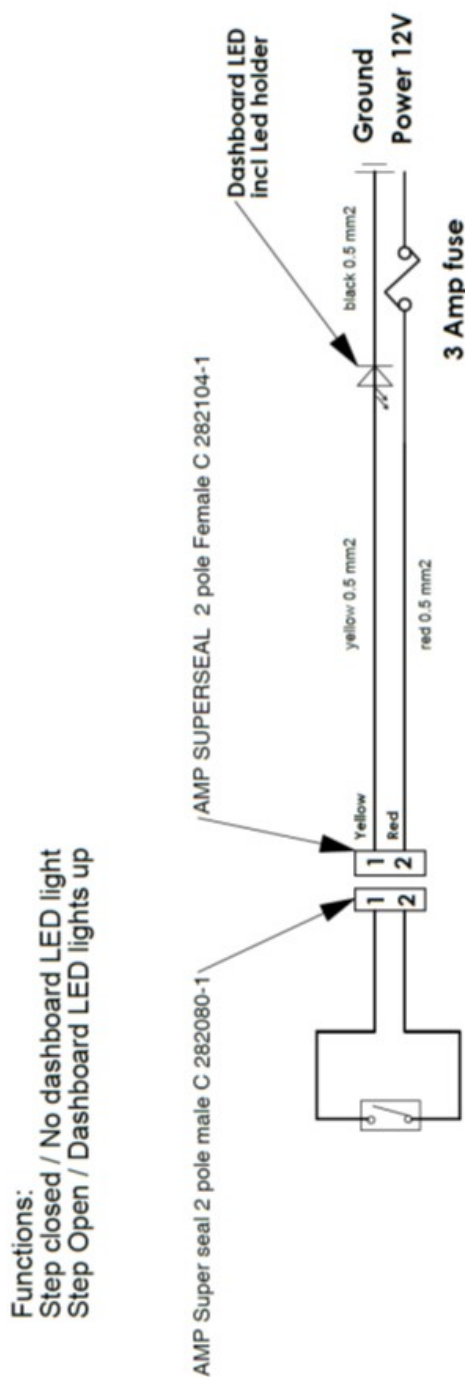 Functions:
Step closed / No dashboard LED light
Step Open / Dashboard LED lights up
AMP Super seal 2 pole male C 282080-1
AMP SUPERSEAL 2 pole Female C 282104-1
Dashboard LED
incl Led holder
1
2
1
2
Yellow
Red
yellow 0.5 mm2
red 0.5 mm2
black 0.5 mm2
Ground
Power 12V
3 Amp fuse